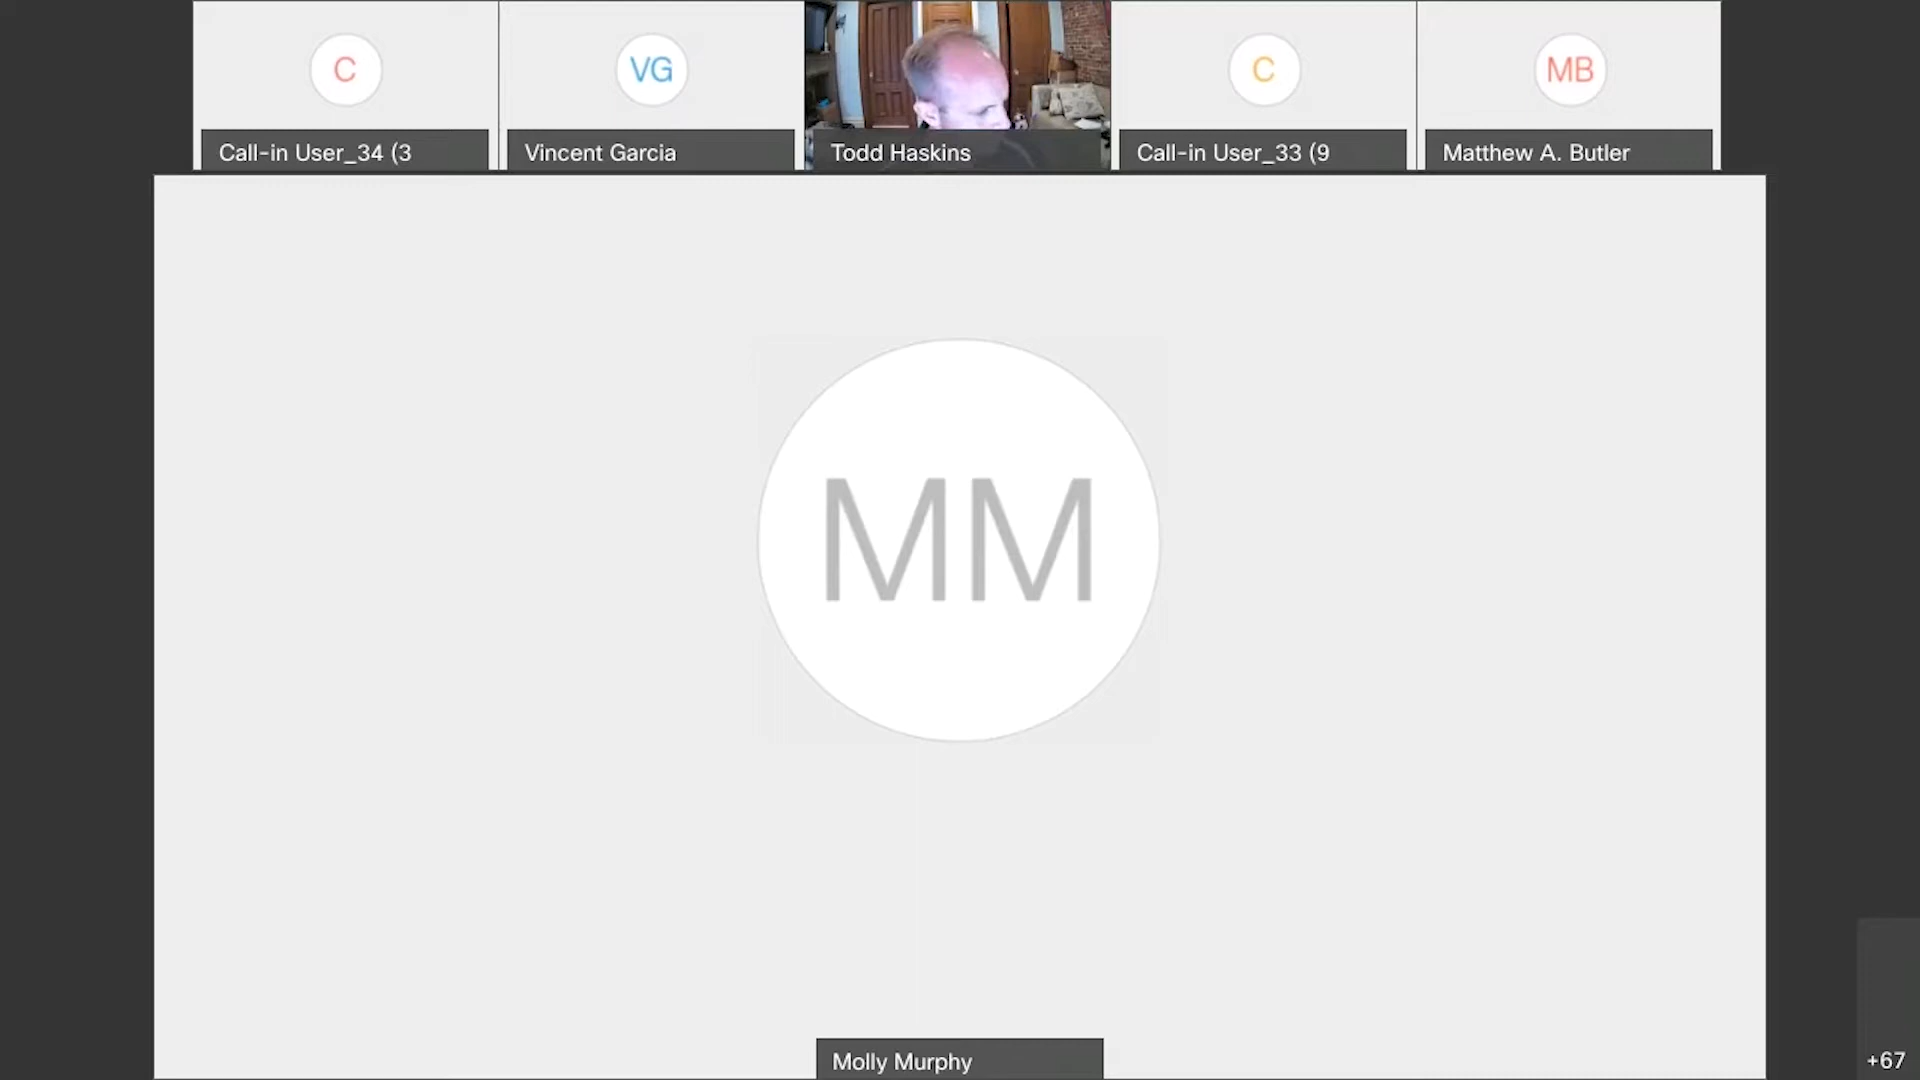 C
VG
C
MB
Call-in User_34 (3
Vincent Garcia
Todd Haskins
Call-in User_33 (9
Matthew A. Butler
MM
Molly Murphy
+67